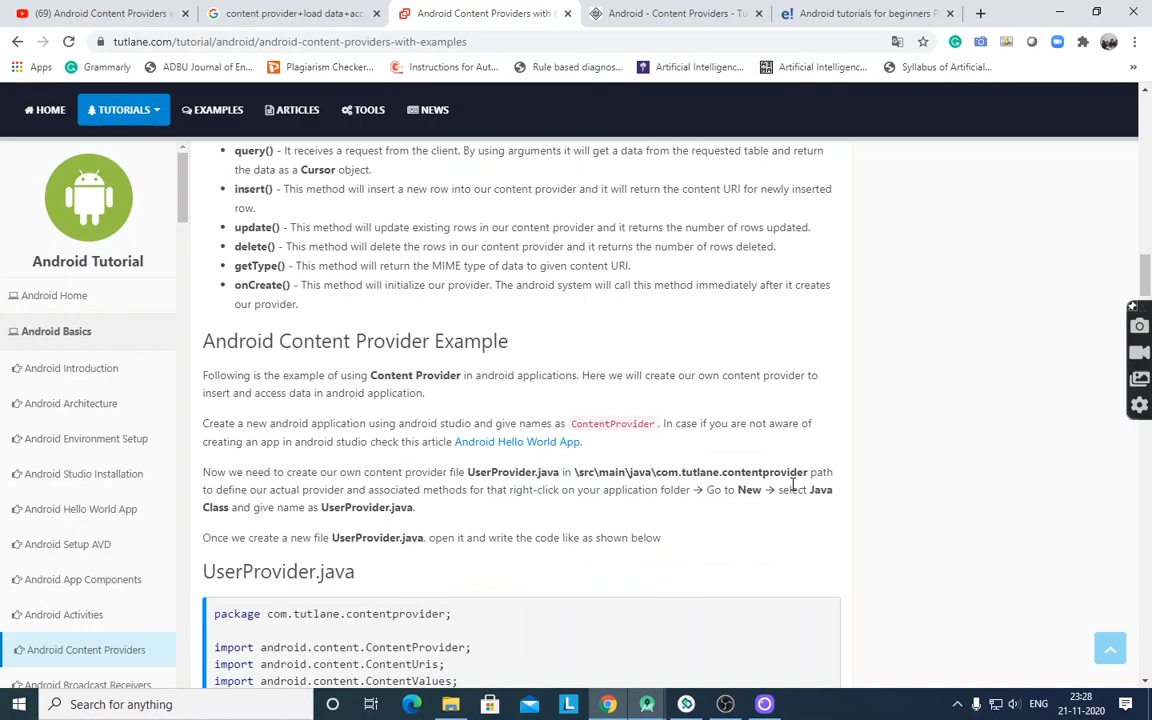 (69) Android Content Providers w
content provider+load data+acc
Android Content Providers with E
Android - Content Providers - Tu
Android tutorials for beginners P
tutlane.com/tutorial/android/android-content-providers-with-examples
Apps
Grammarly
ADBU Journal of En...
Plagiarism Checker...
Instructions for Aut...
Rule based diagnos...
Artificial Intelligenc...
Artificial Intelligenc...
Syllabus of Artificial...
HOME
TUTORIALS
EXAMPLES
ARTICLES
TOOLS
NEWS
Android Tutorial
Android Home
Android Basics
Android Introduction
Android Architecture
Android Environment Setup
Android Studio Installation
Android Hello World App
Android Setup AVD
Android App Components
Android Activities
Android Content Providers
Android Broadcast Receivers
query() - It receives a request from the client. By using arguments it will get a data from the requested table and return
the data as a Cursor object.
insert() - This method will insert a new row into our content provider and it will return the content URI for newly inserted
row.
update() - This method will update existing rows in our content provider and it returns the number of rows updated.
delete() - This method will delete the rows in our content provider and it returns the number of rows deleted.
getType() - This method will return the MIME type of data to given content URI.
onCreate() - This method will initialize our provider. The android system will call this method immediately after it creates
our provider.
Android Content Provider Example
Following is the example of using Content Provider in android applications. Here we will create our own content provider to
insert and access data in android application.
Create a new android application using android studio and give names as ContentProvider. In case if you are not aware of
creating an app in android studio check this article Android Hello World App.
Now we need to create our own content provider file UserProvider.java in \src\main\java\com.tutlane.contentprovider path
to define our actual provider and associated methods for that right-click on your application folder → Go to New → select Java
Class and give name as UserProvider.java.
Once we create a new file UserProvider.java, open it and write the code like as shown below
UserProvider.java
package com.tutlane.contentprovider;
import android.content.ContentProvider;
import android.content.ContentUris;
import android.content.ContentValues;
Search for anything
ENG
23:28
21-11-2020